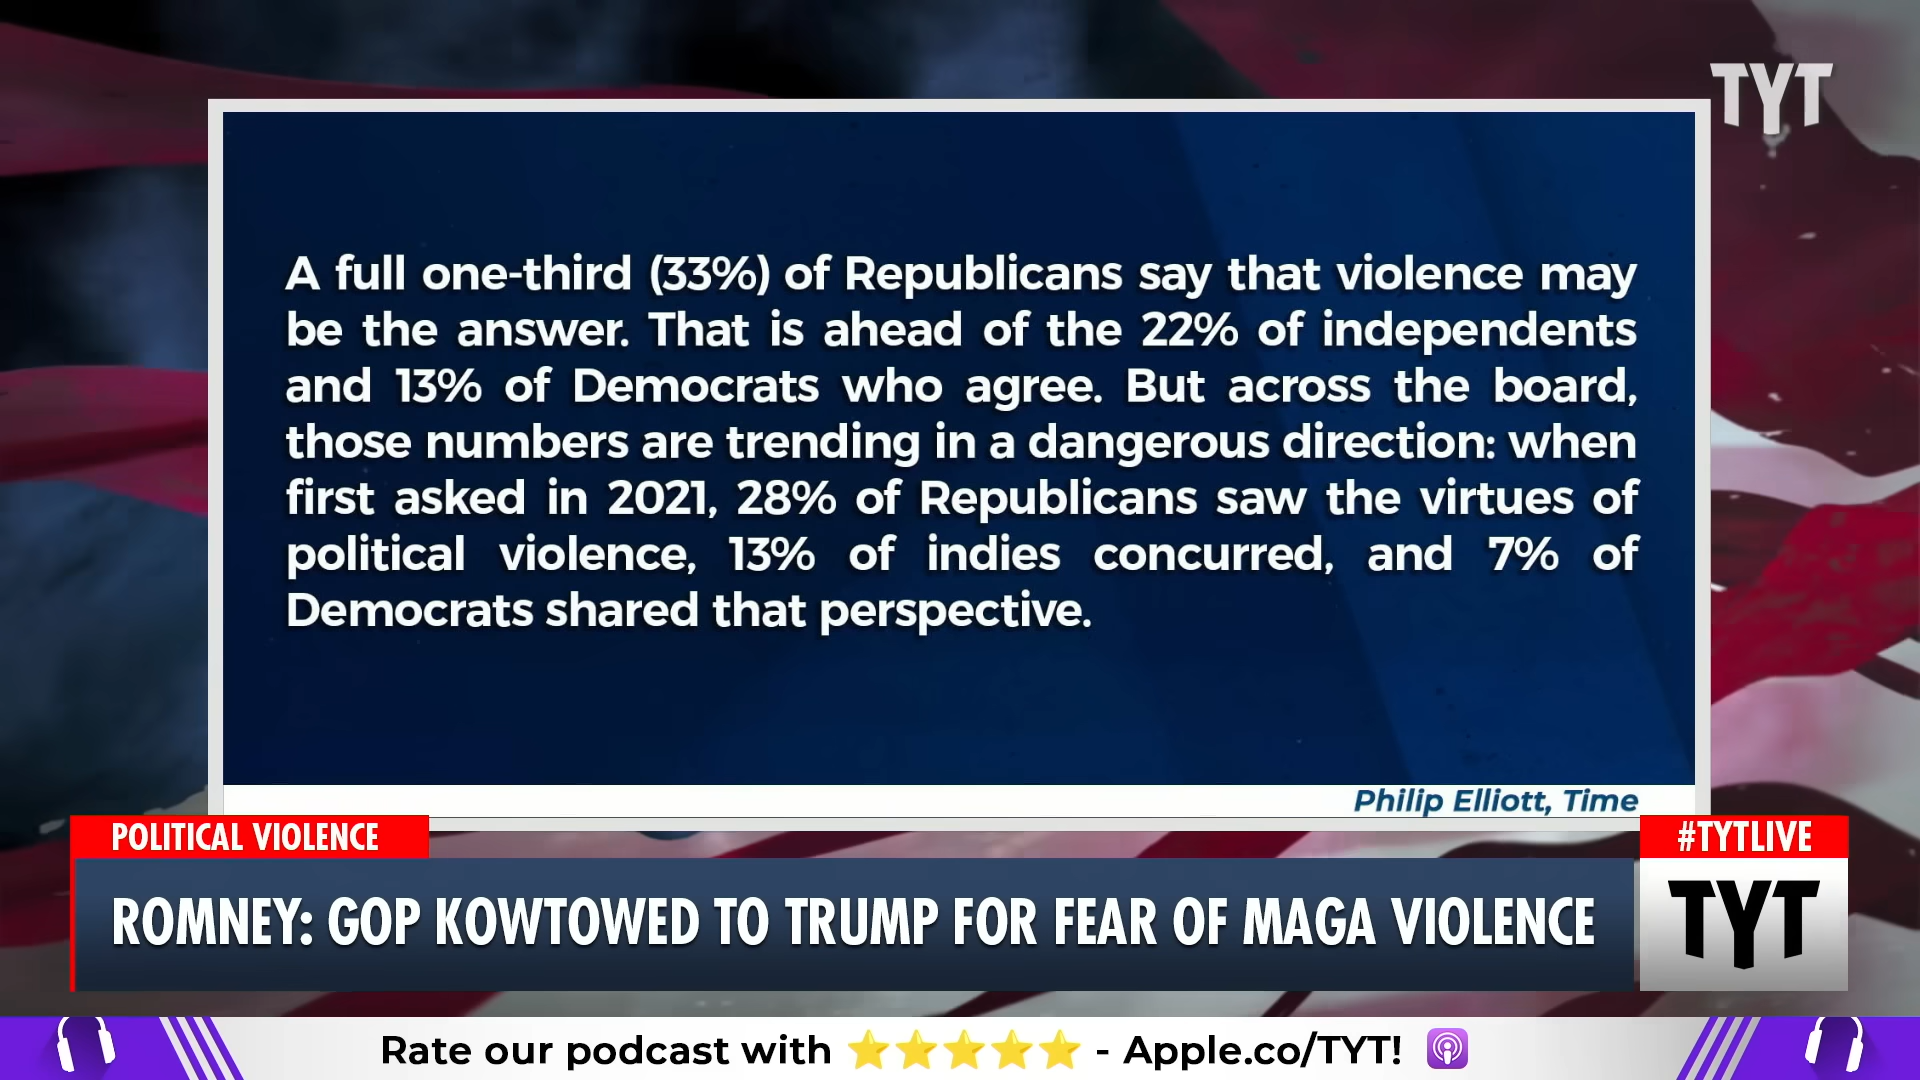 TYT
A full one-third (33%) of Republicans say that violence may
be the answer. That is ahead of the 22% of independents
and 13% of Democrats who agree. But across the board,
those numbers are trending in a dangerous direction: when
first asked in 2021, 28% of Republicans saw the virtues of
political violence, 13% of indies concurred, and 7% of
Democrats shared that perspective.
Philip Elliott, Time
POLITICAL VIOLENCE
#TYTLIVE
ROMNEY: GOP KOWTOWED TO TRUMP FOR FEAR OF MAGA VIOLENCE
TYT
Rate our podcast with ⭐⭐⭐⭐⭐ - Apple.co/TYT!